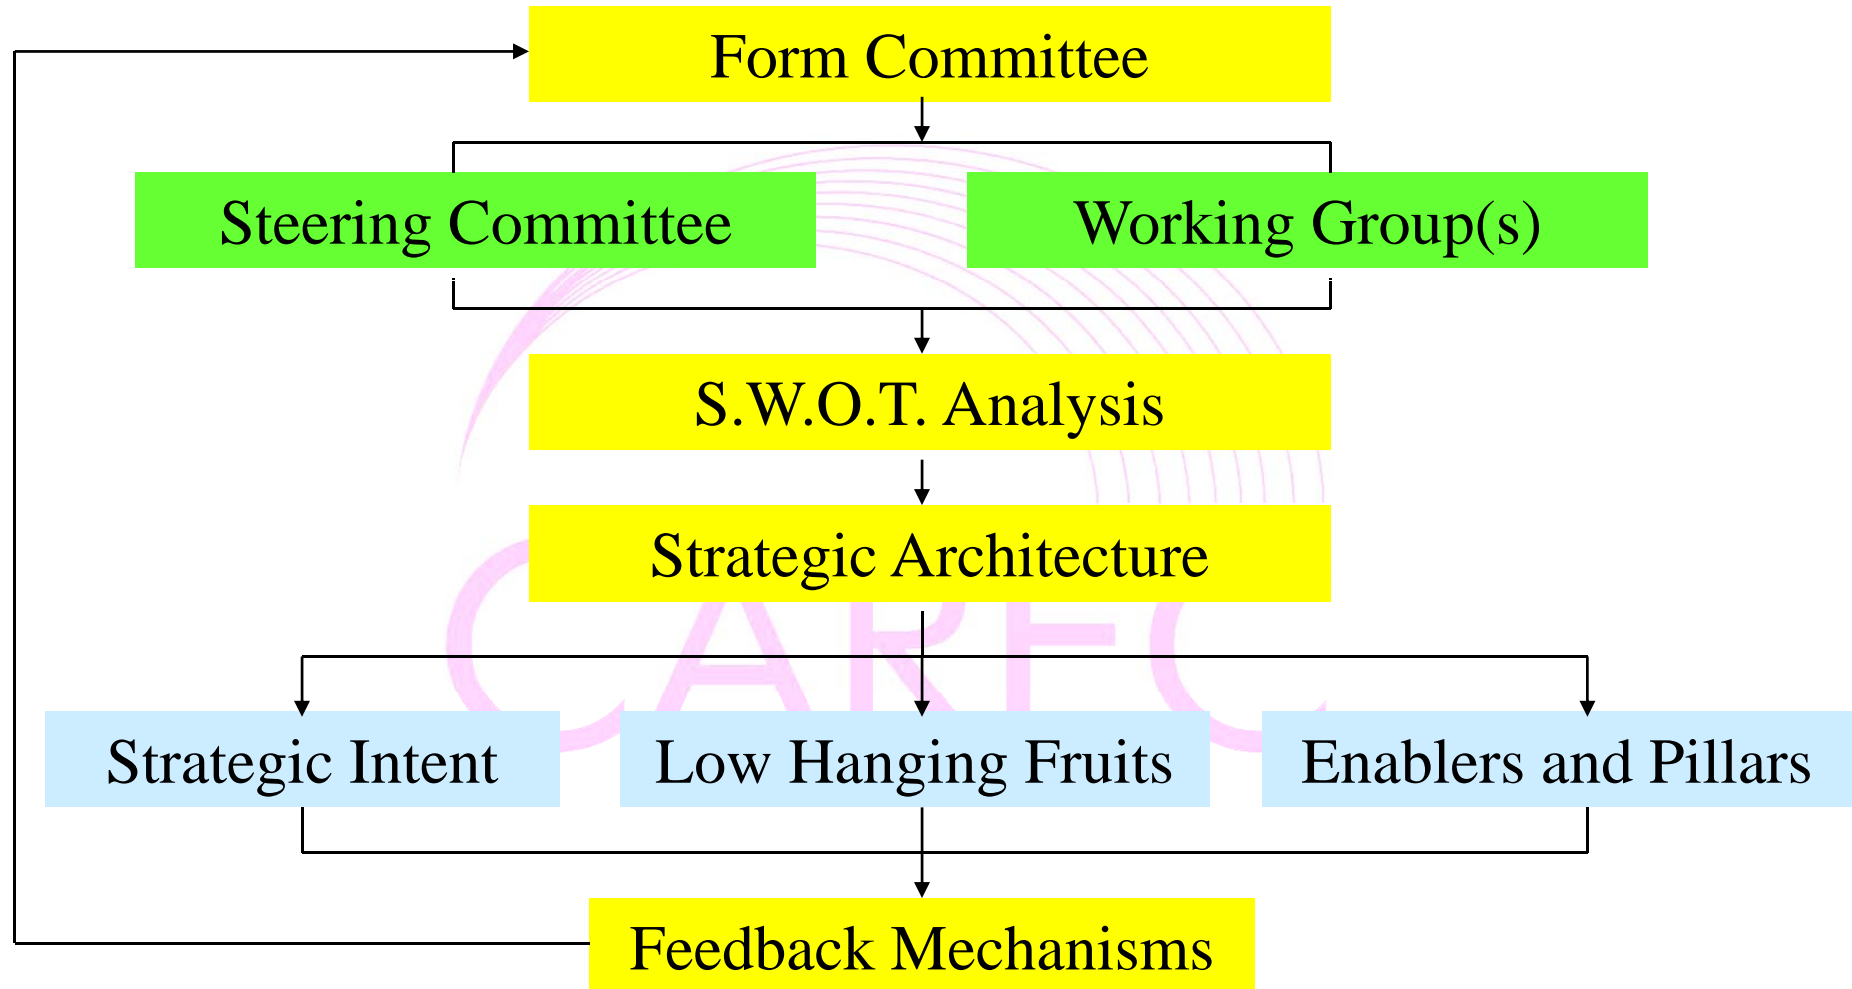 Form Committee
Steering Committee
Working Group(s)
S.W.O.T. Analysis
Strategic Architecture
Strategic Intent
Low Hanging Fruits
Enablers and Pillars
Feedback Mechanisms